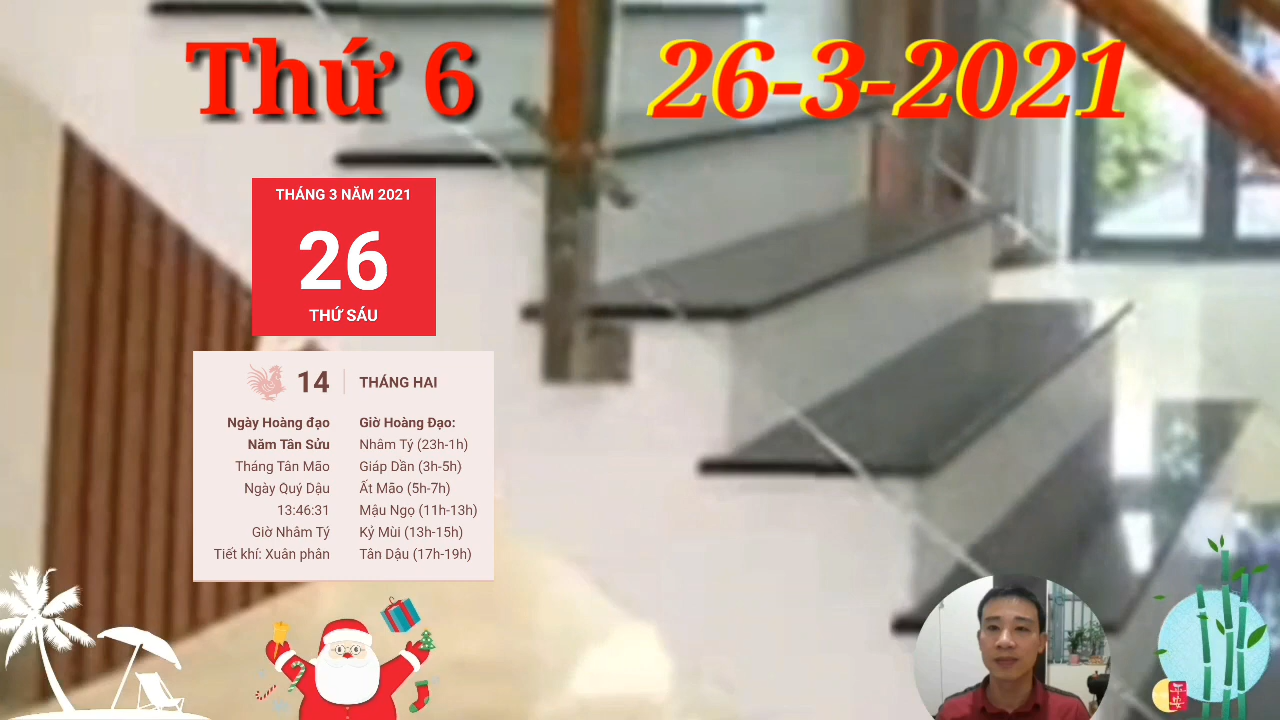 Thứ 6
26-3-2021
THÁNG 3 NĂM 2021
26
THỨ SÁU
14
THÁNG HAI
Ngày Hoàng đạo
Năm Tân Sửu
Tháng Tân Mão
Ngày Quý Dậu
13:46:31
Giờ Nhâm Tý
Tiết khí: Xuân phân
Giờ Hoàng Đạo:
Nhâm Tý (23h-1h)
Giáp Dần (3h-5h)
Ất Mão (5h-7h)
Mậu Ngọ (11h-13h)
Kỷ Mùi (13h-15h)
Tân Dậu (17h-19h)